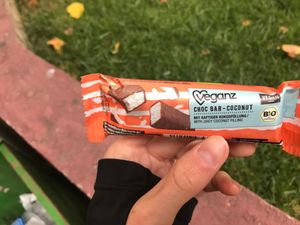 Veganz
CHOC BAR - COCONUT
MIT SAFTIGER KOKOSFÜLLUNG /
WITH JUICY COCONUT FILLING
BIO